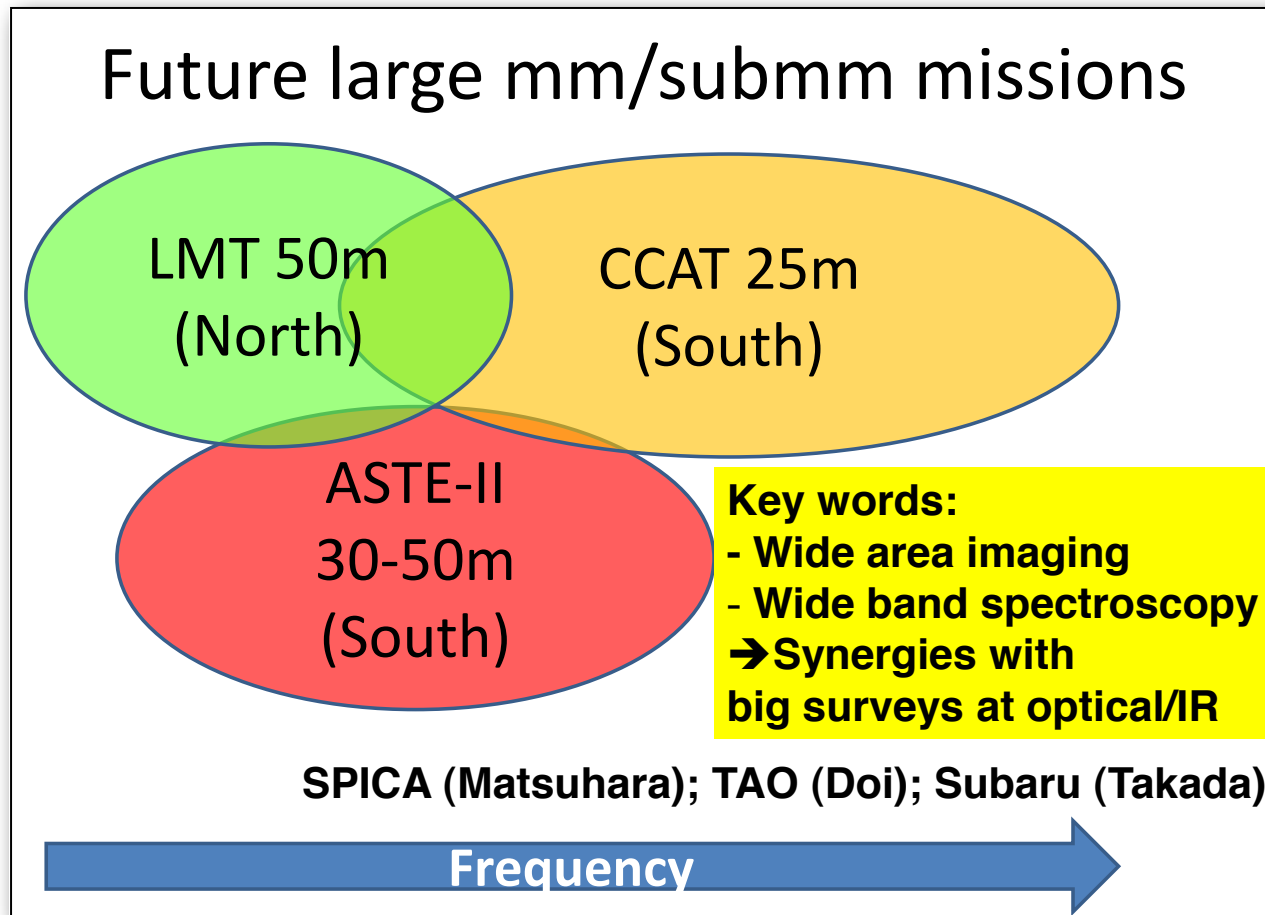 Future large mm/submm missions
LMT 50m
(North)
CCAT 25m
(South)
ASTE-II
30-50m
(South)
Key words:
- Wide area imaging
- Wide band spectroscopy
➔Synergies with
big surveys at optical/IR
SPICA (Matsuhara); TAO (Doi); Subaru (Takada)
Frequency